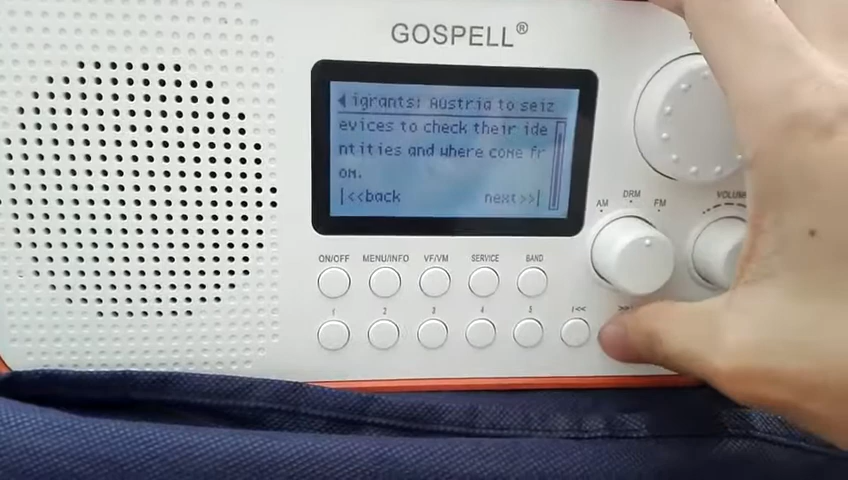 GOSPELL®
igrants: Austria to seiz
evices to check their ide
ntities and where come fr
om.
|<<back next>>|
AM DRM FM
VOLUME
ON/OFF MENU/INFO VF/VM SERVICE BAND
1 2 3 4 5 |<<